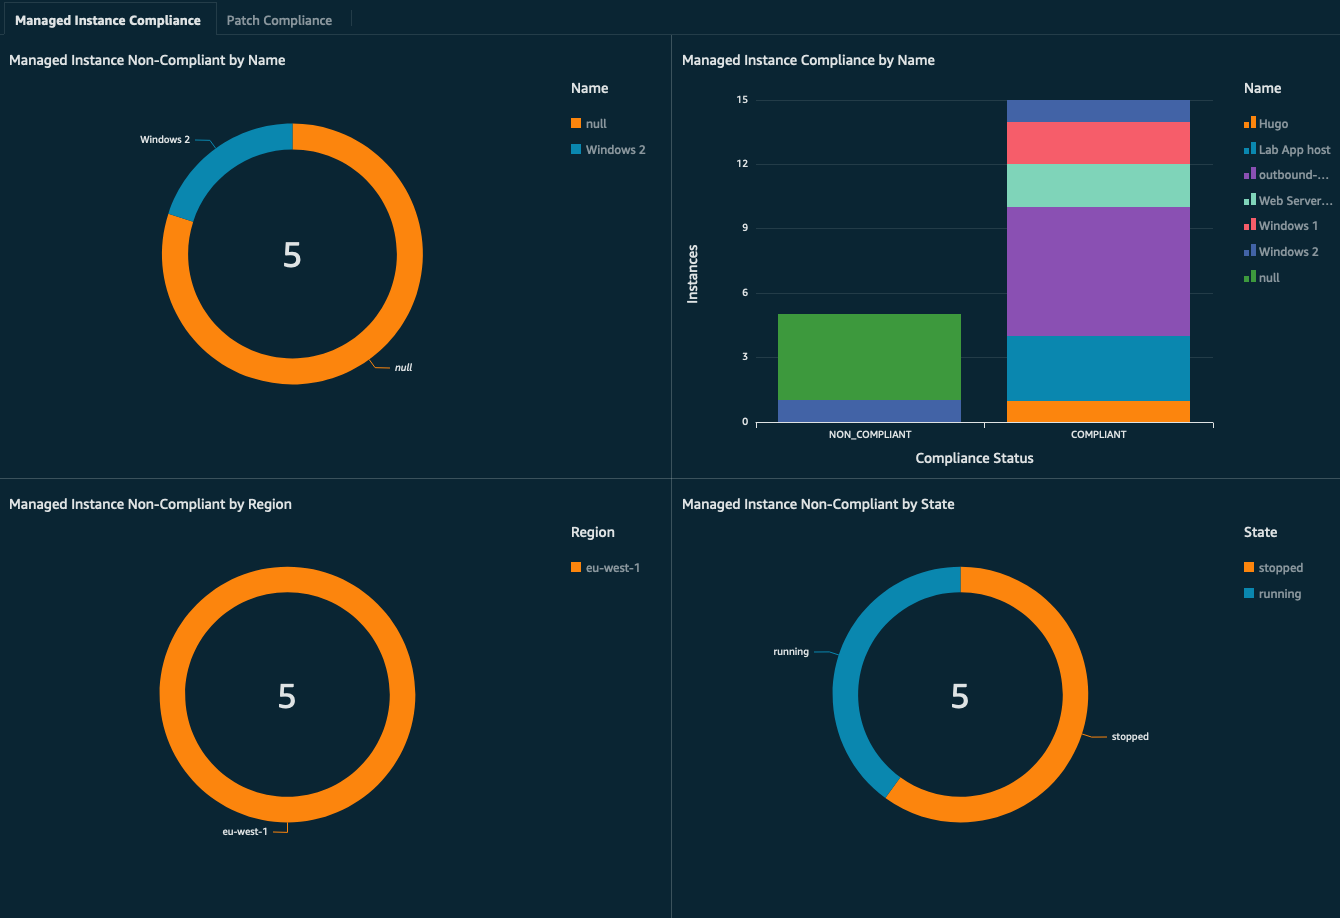 Managed Instance Compliance
Patch Compliance
Managed Instance Non-Compliant by Name
Name
null
Windows 2
Windows 2
5
null
Managed Instance Compliance by Name
Name
Hugo
Lab App host
outbound-...
Web Server...
Windows 1
Windows 2
null
15
12
9
6
3
0
Instances
NON_COMPLIANT
COMPLIANT
Compliance Status
Managed Instance Non-Compliant by Region
Region
eu-west-1
5
eu-west-1
Managed Instance Non-Compliant by State
State
stopped
running
running
5
stopped